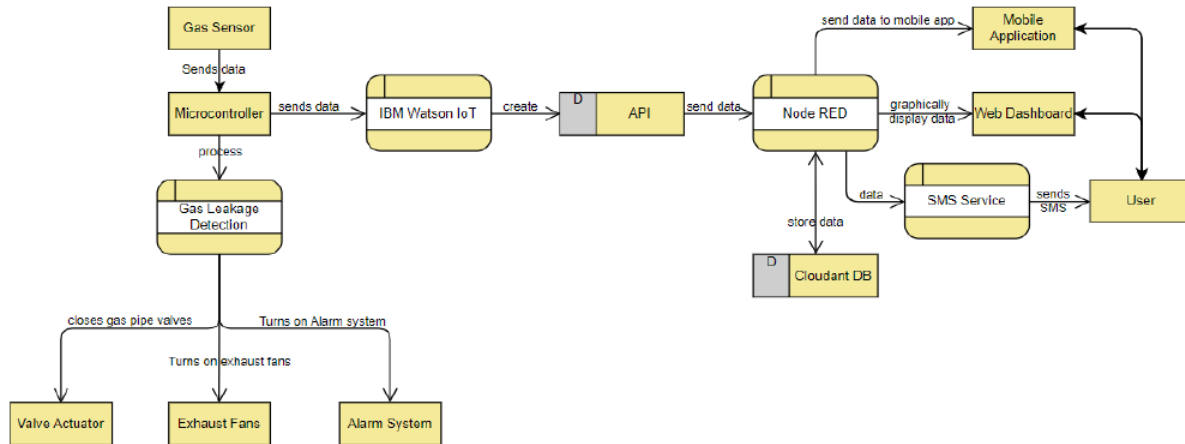 Gas Sensor
Sends data
Microcontroller
sends data
IBM Watson IoT
create
D
API
send data
Node RED
send data to mobile app
Mobile
Application
graphically
display data
Web Dashboard
process
Gas Leakage
Detection
data
SMS Service
sends
SMS
User
store data
D
Cloudant DB
closes gas pipe valves
Turns on Alarm system
Turns on exhaust fans
Valve Actuator
Exhaust Fans
Alarm System